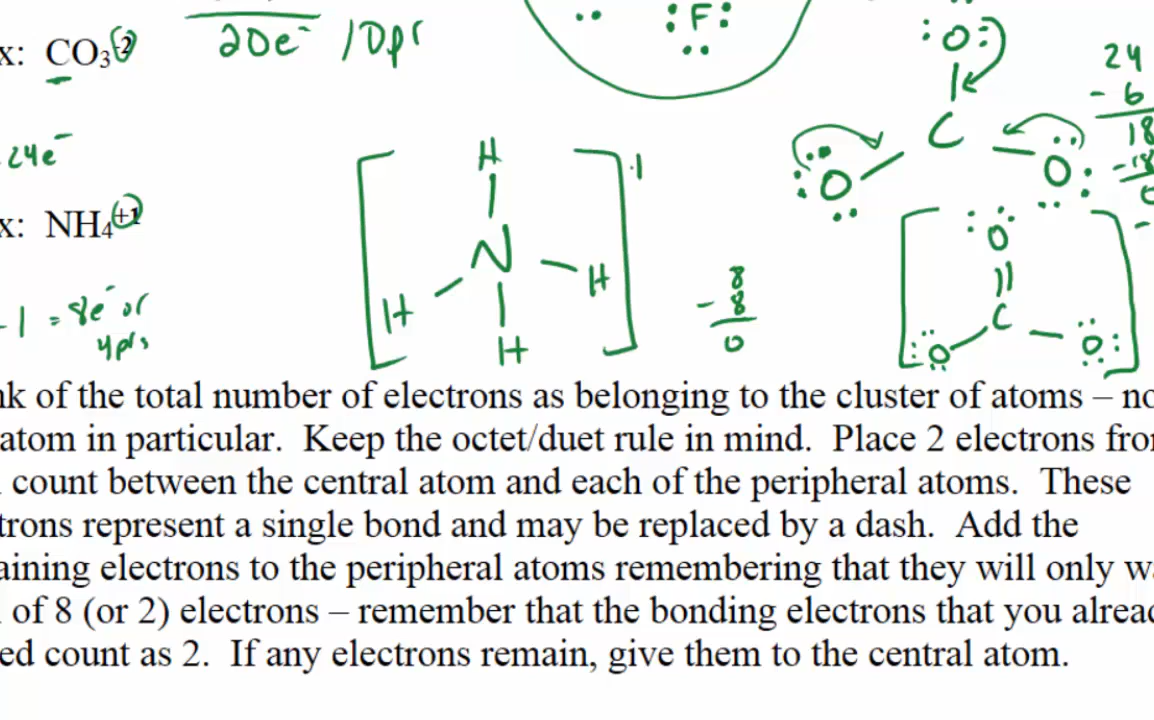 x: CO3-2
20e- 10pr
: F :
: O :
24
- 6
18
-18
0
C
O
O
24e-
x: NH4+1
H
+1
N
H
H
H
-1 = 8e- or
4prs
8
- 8
0
O
C
O
O
-
nk of the total number of electrons as belonging to the cluster of atoms – no
atom in particular. Keep the octet/duet rule in mind. Place 2 electrons fro
count between the central atom and each of the peripheral atoms. These
trons represent a single bond and may be replaced by a dash. Add the
aining electrons to the peripheral atoms remembering that they will only w
of 8 (or 2) electrons – remember that the bonding electrons that you alread
ed count as 2. If any electrons remain, give them to the central atom.